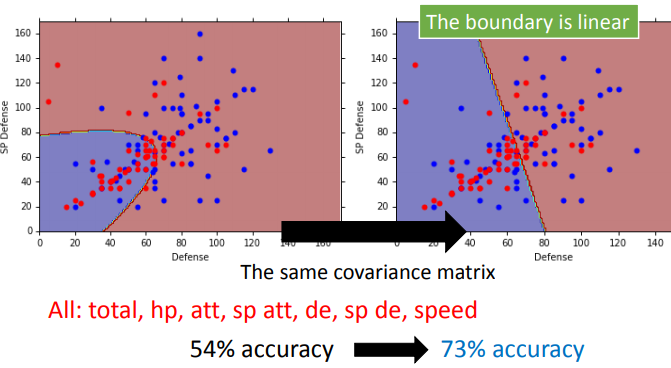 The boundary is linear
160
140
120
100
80
60
40
20
0
SP Defense
0 20 40 60 80 100 120 140 160
Defense
160
140
120
100
80
60
40
20
0
SP Defense
0 20 40 60 80 100 120 140
Defense
The same covariance matrix
All: total, hp, att, sp att, de, sp de, speed
54% accuracy 73% accuracy